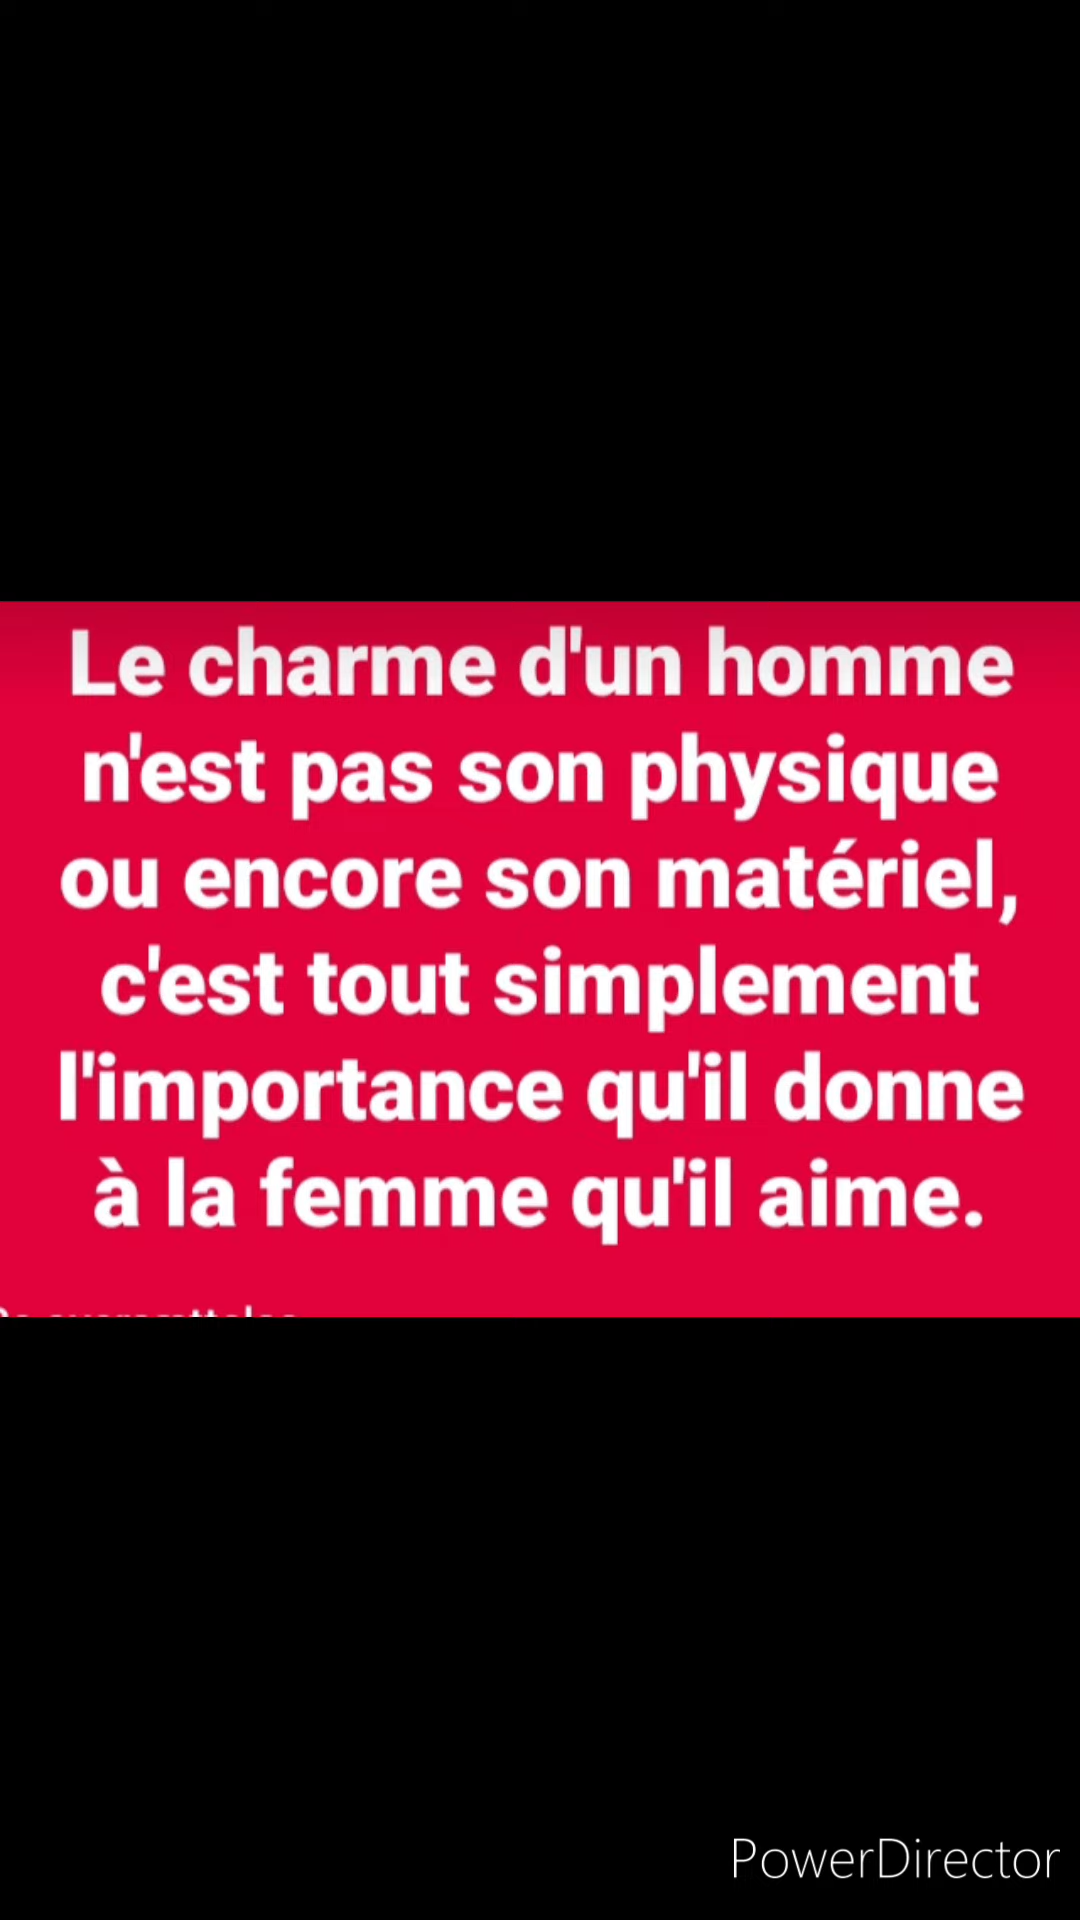 Le charme d'un homme
n'est pas son physique
ou encore son matériel,
c'est tout simplement
l'importance qu'il donne
à la femme qu'il aime.
PowerDirector